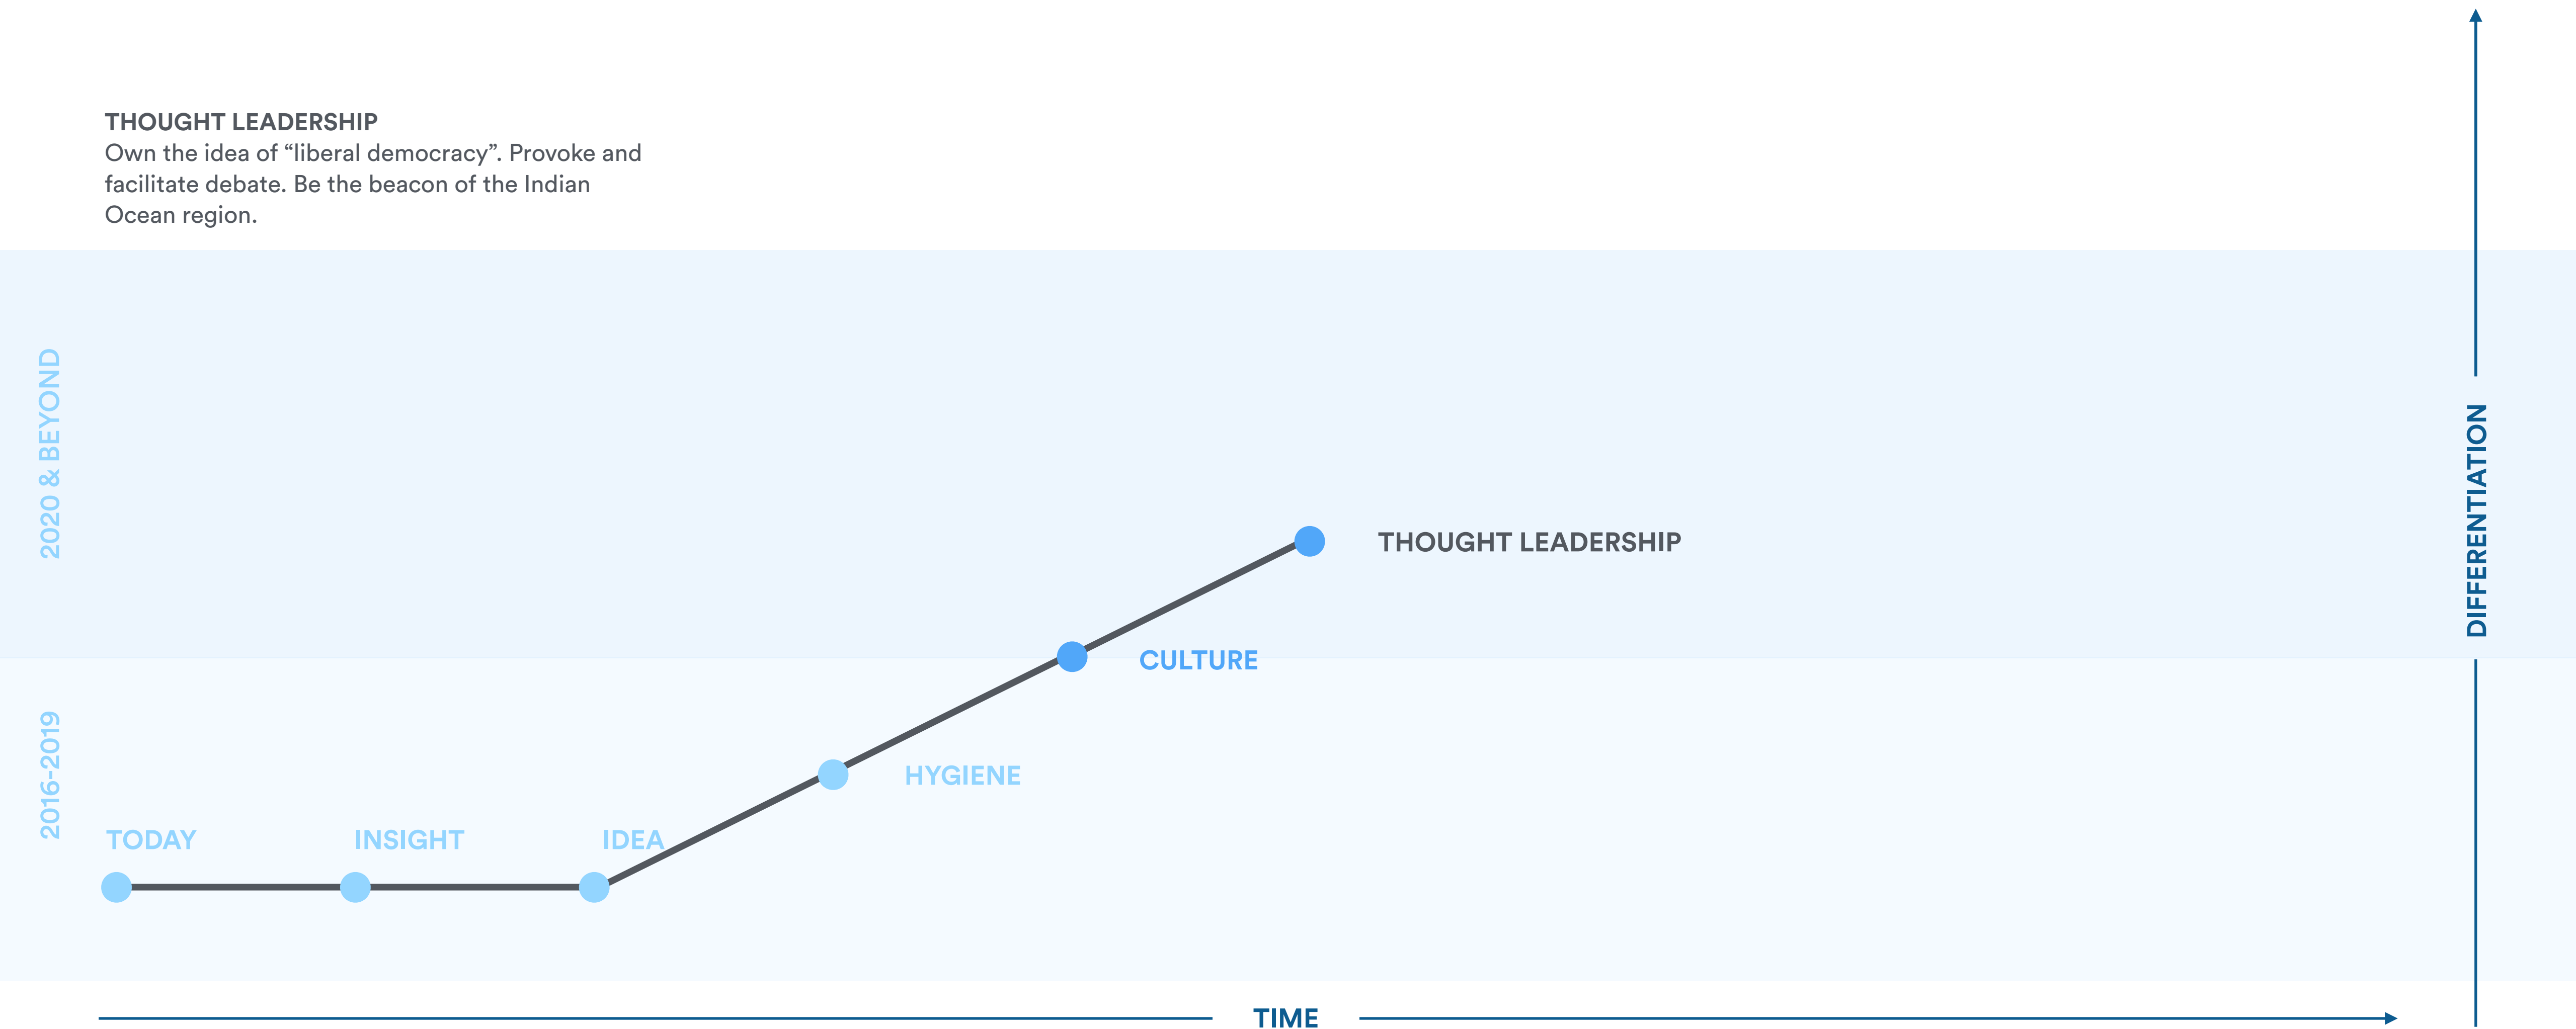 THOUGHT LEADERSHIP
Own the idea of “liberal democracy”. Provoke and
facilitate debate. Be the beacon of the Indian
Ocean region.
2020 & BEYOND
DIFFERENTIATION
THOUGHT LEADERSHIP
CULTURE
2016-2019
HYGIENE
TODAY
INSIGHT
IDEA
TIME